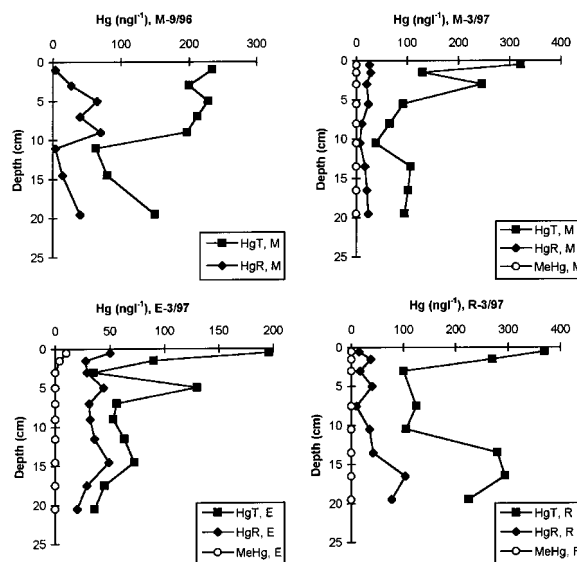 Hg (ngl⁻¹), M-9/96
0 100 200 300
0
5
10
15
20
25
Depth (cm)
HgT, M
HgR, M
Hg (ngl⁻¹), M-3/97
0 100 200 300 400
0
5
10
15
20
25
Depth (cm)
HgT, M
HgR, M
MeHg, M
Hg (ngl⁻¹), E-3/97
0 50 100 150 200
0
5
10
15
20
25
Depth (cm)
HgT, E
HgR, E
MeHg, E
Hg (ngl⁻¹), R-3/97
0 100 200 300 400
0
5
10
15
20
25
Depth (cm)
HgT, R
HgR, R
MeHg, R